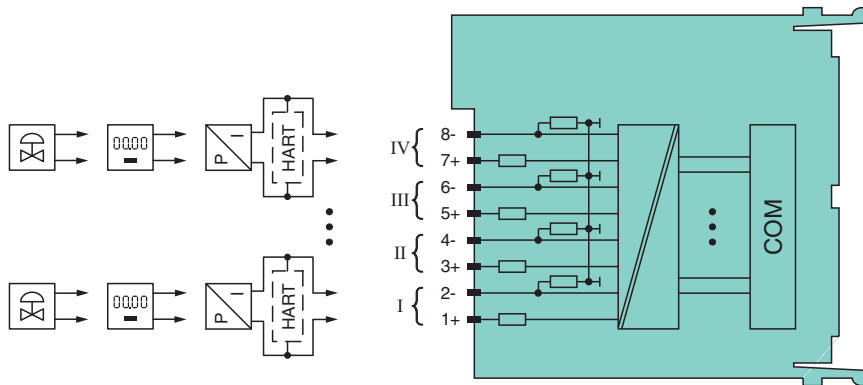 00.00
P
I
HART
IV
8-
7+
III
6-
5+
II
4-
3+
I
2-
1+
COM
00.00
P
I
HART